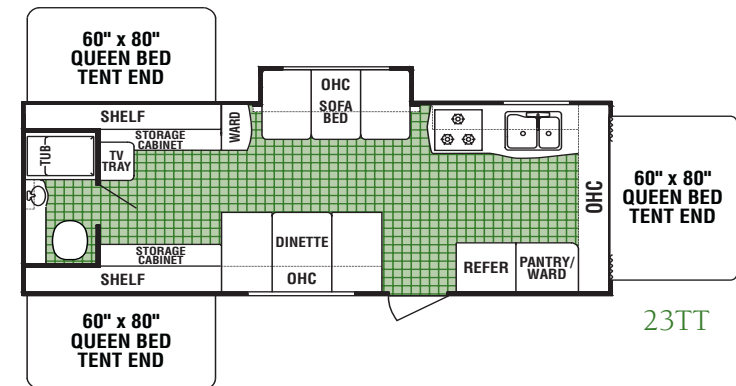 60" x 80"
QUEEN BED
TENT END
SHELF
STORAGE
CABINET
WARD
OHC
SOFA
BED
TUB
TV
TRAY
OHC
60" x 80"
QUEEN BED
TENT END
DINETTE
OHC
REFER
PANTRY/
WARD
STORAGE
CABINET
SHELF
60" x 80"
QUEEN BED
TENT END
23TT